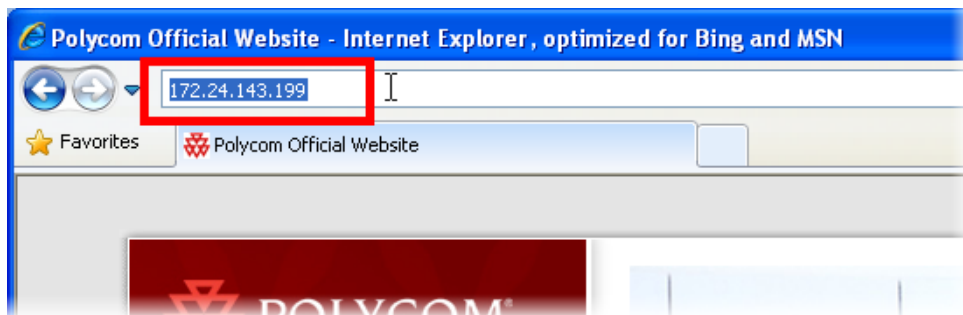 Polycom Official Website - Internet Explorer, optimized for Bing and MSN
172.24.143.199
Favorites
Polycom Official Website
POLYCOM®